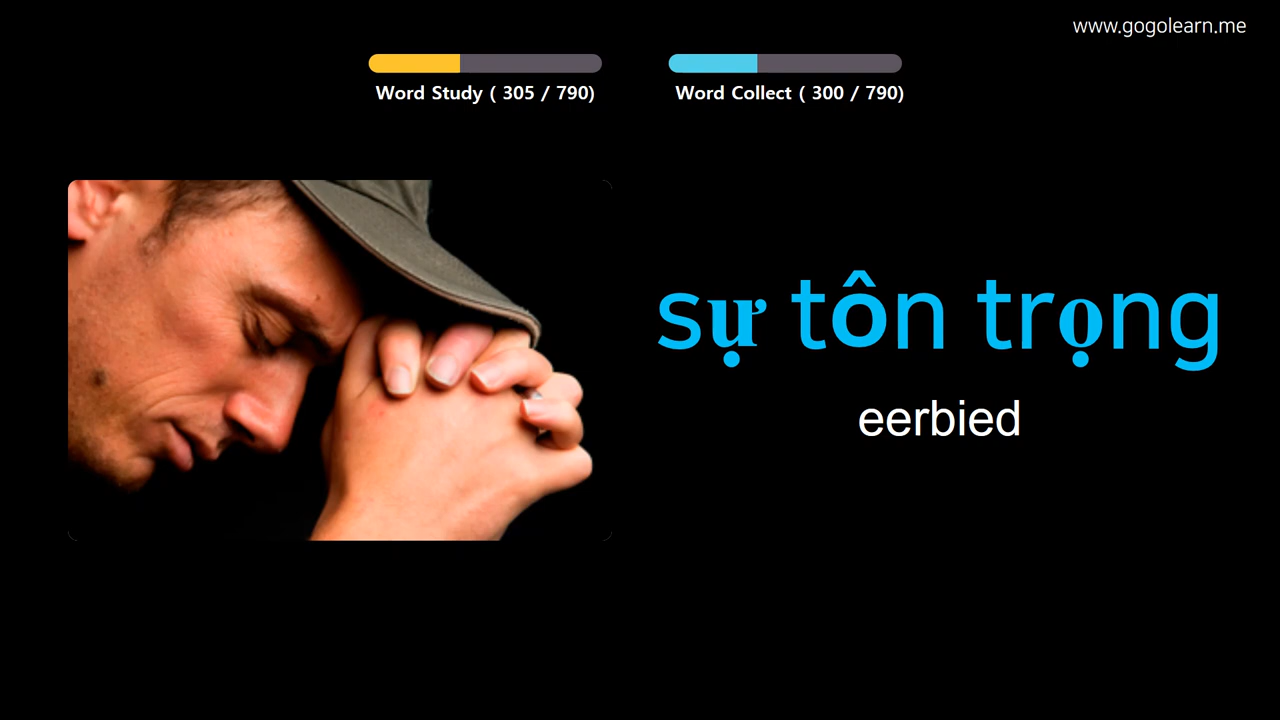 www.gogolearn.me
Word Study ( 305 / 790)
Word Collect ( 300 / 790)
sự tôn trọng
eerbied